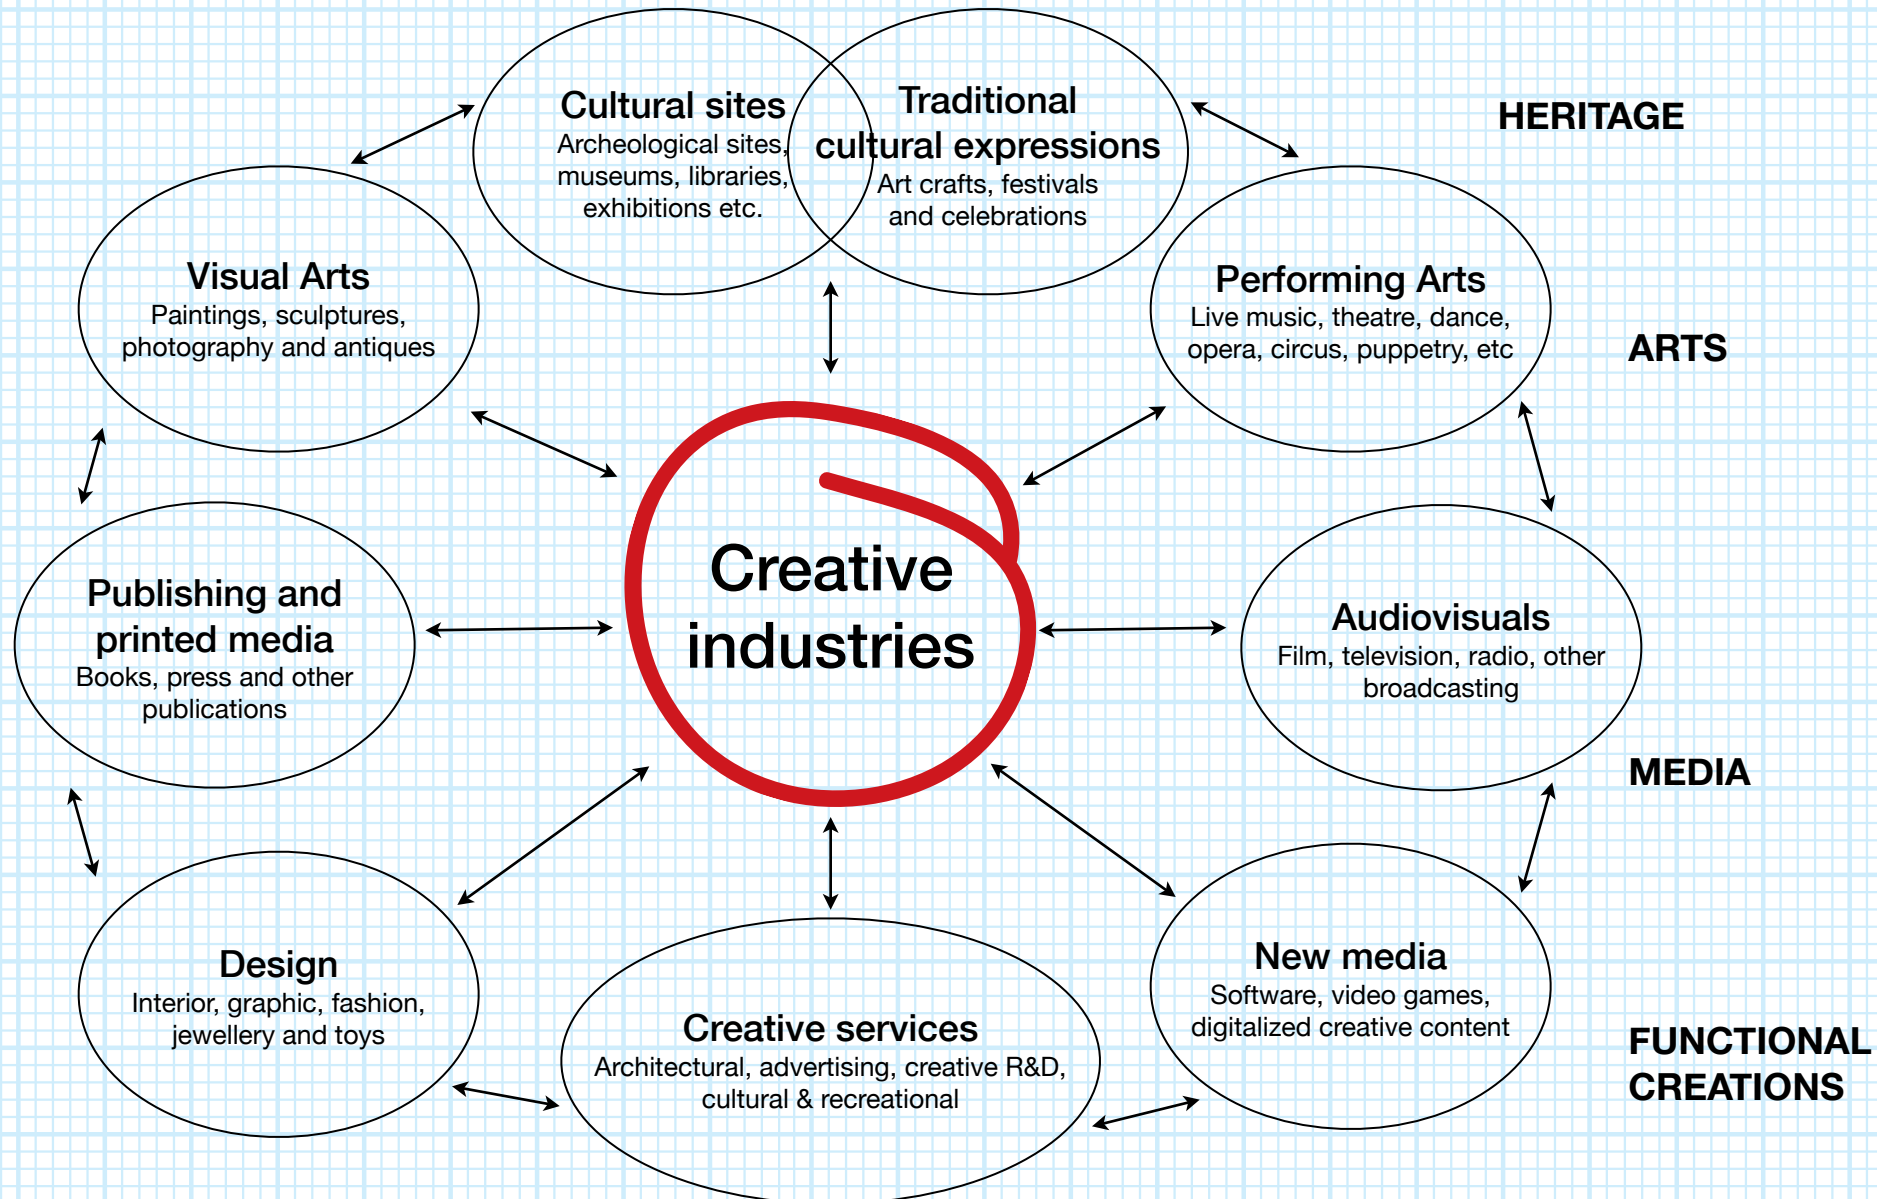 Cultural sites
Archeological sites,
museums, libraries,
exhibitions etc.
Traditional
cultural expressions
Art crafts, festivals
and celebrations
HERITAGE
Visual Arts
Paintings, sculptures,
photography and antiques
Performing Arts
Live music, theatre, dance,
opera, circus, puppetry, etc
ARTS
Creative
industries
Publishing and
printed media
Books, press and other
publications
Audiovisuals
Film, television, radio, other
broadcasting
MEDIA
Design
Interior, graphic, fashion,
jewellery and toys
Creative services
Architectural, advertising, creative R&D,
cultural & recreational
New media
Software, video games,
digitalized creative content
FUNCTIONAL
CREATIONS